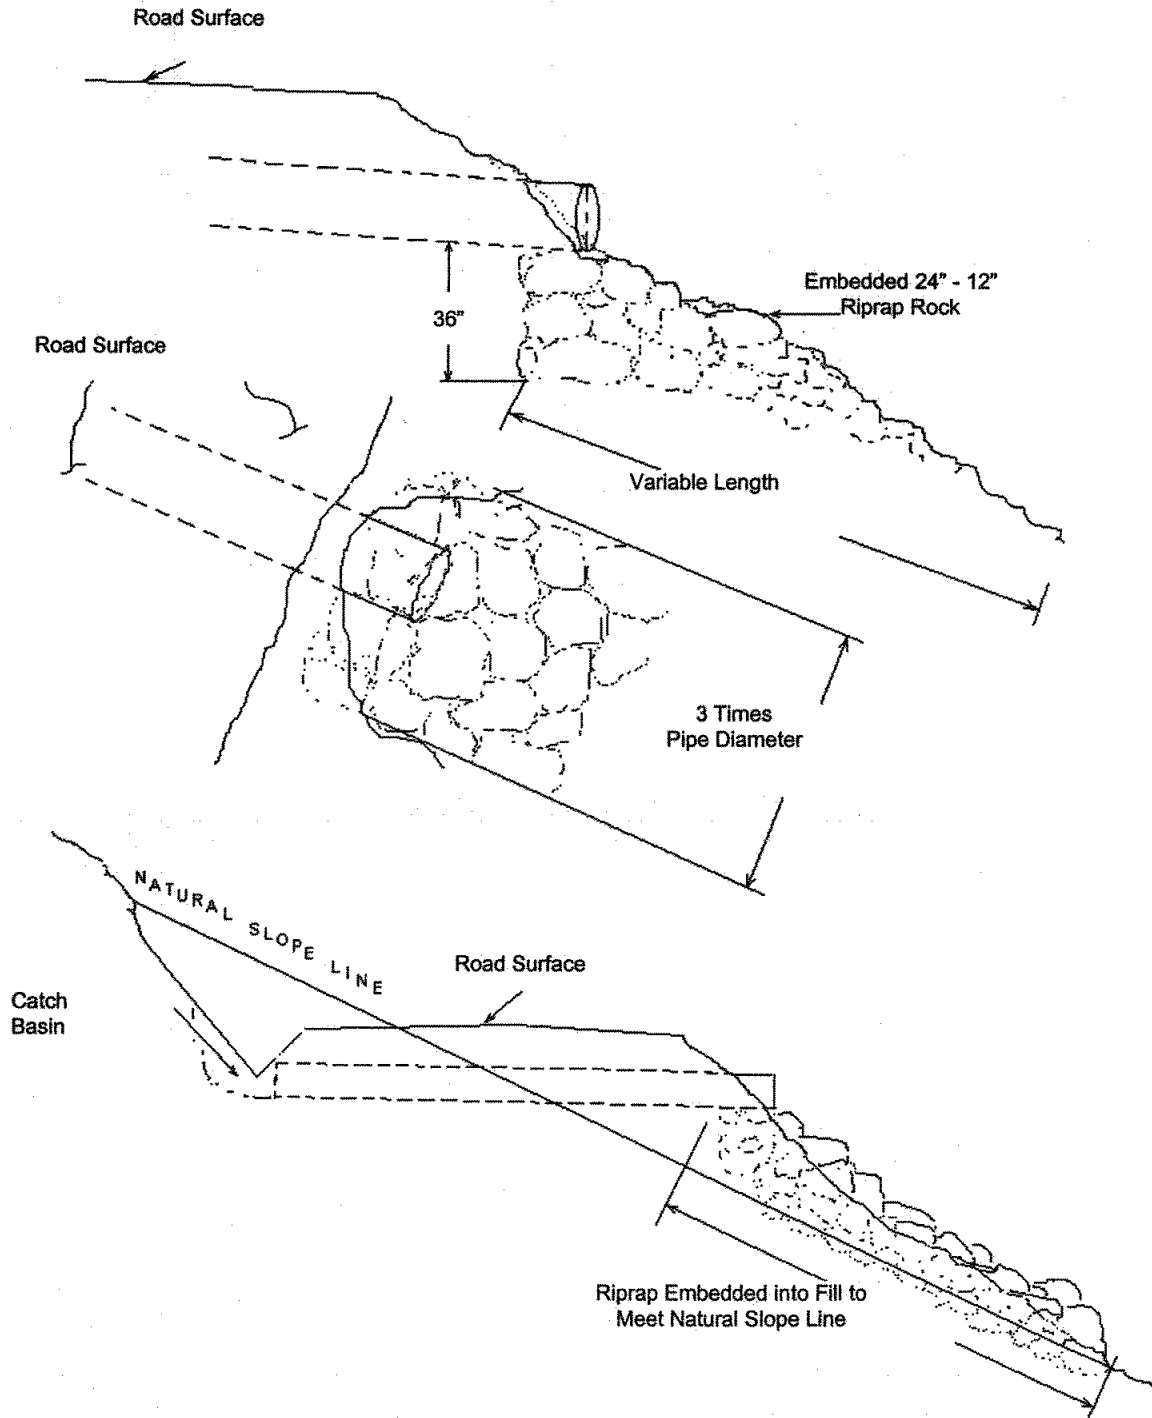 Road Surface
Embedded 24" - 12"
Riprap Rock
36"
Road Surface
Variable Length
3 Times
Pipe Diameter
NATURAL SLOPE LINE
Road Surface
Catch
Basin
Riprap Embedded into Fill to
Meet Natural Slope Line